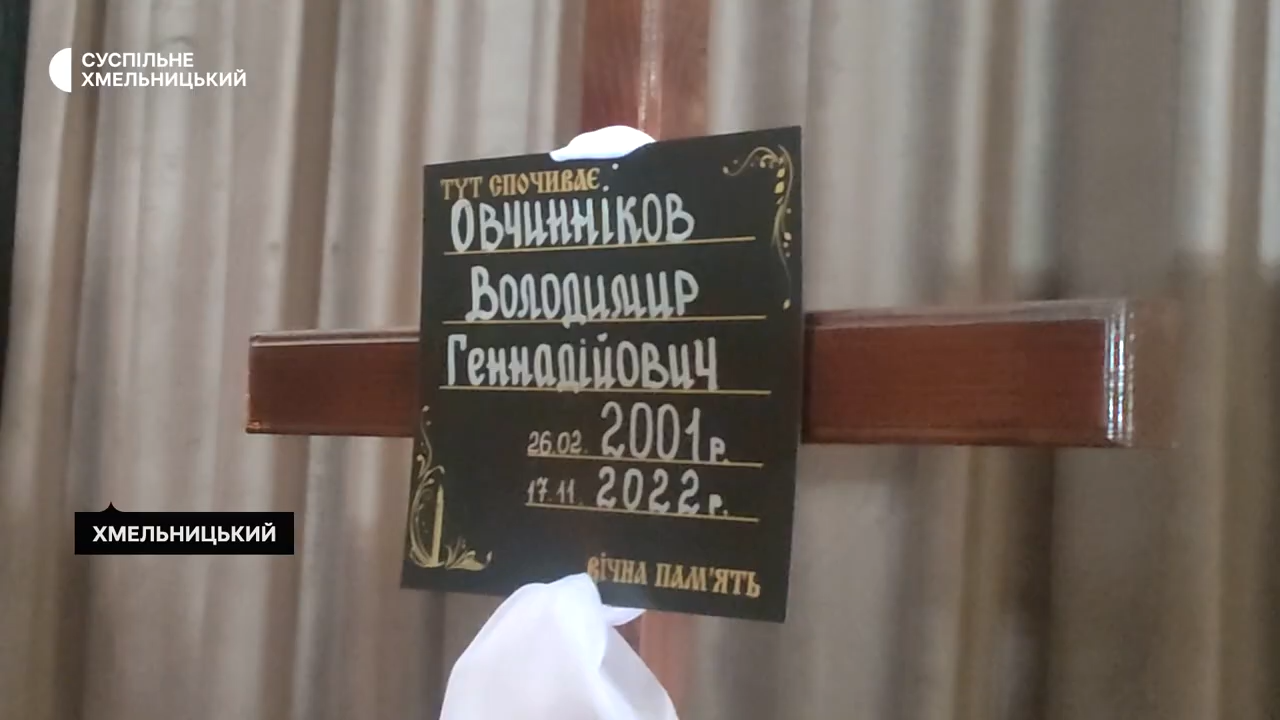 СУСПІЛЬНЕ
ХМЕЛЬНИЦЬКИЙ
ТУТ СПОЧИВАЄ
Овчинніков
Володимир
Геннадійович
26.02. 2001 р.
17.11. 2022 р.
ВІЧНА ПАМ'ЯТЬ
ХМЕЛЬНИЦЬКИЙ